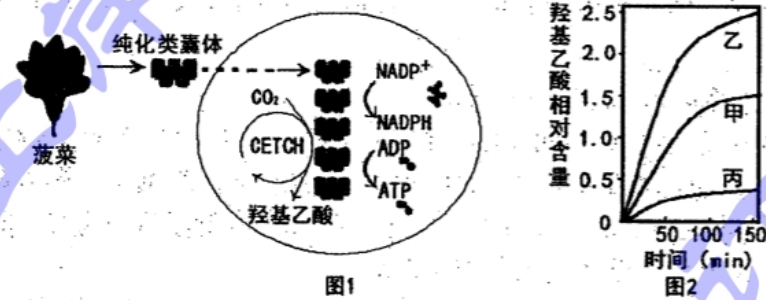 纯化类囊体
菠菜
CO₂
CETCH
羟基乙酸
NADP⁺
NADPH
ADP
ATP
图1
羟基乙酸相对含量
2.5
2.0
1.5
1.0
0.5
0
乙
甲
丙
50 100 150
时间 (min)
图2